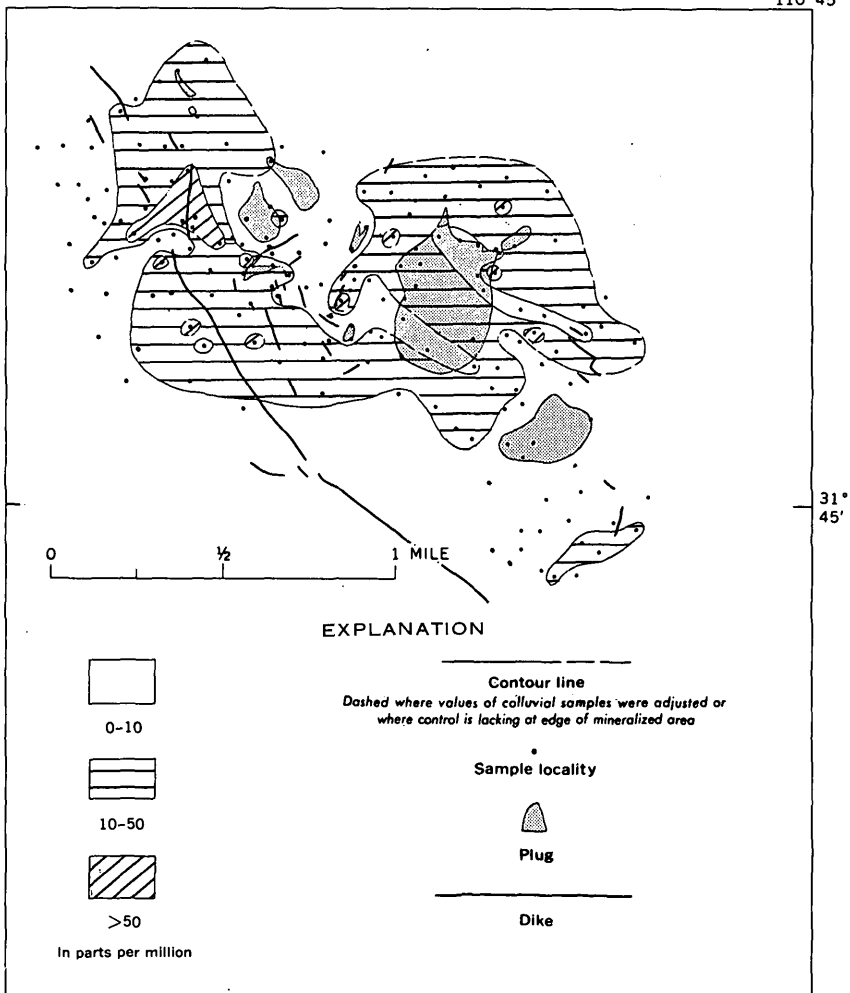 110°45'
31°
45'
0 ½ 1 MILE
EXPLANATION
0-10
10-50
>50
In parts per million
Contour line
Dashed where values of colluvial samples were adjusted or
where control is lacking at edge of mineralized area
Sample locality
Plug
Dike